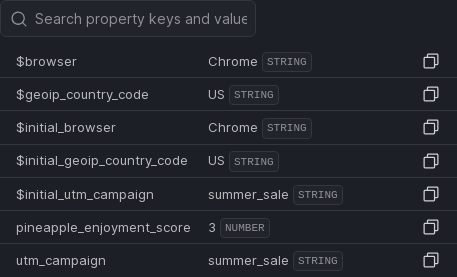 Search property keys and value
$browser Chrome STRING
$geoip_country_code US STRING
$initial_browser Chrome STRING
$initial_geoip_country_code US STRING
$initial_utm_campaign summer_sale STRING
pineapple_enjoyment_score 3 NUMBER
utm_campaign summer_sale STRING